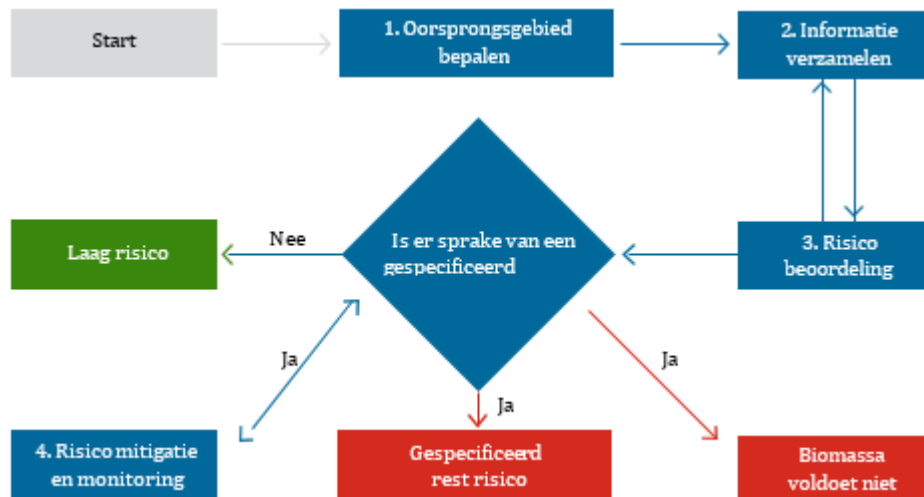 Start
1. Oorsprongsgebied
bepalen
2. Informatie
verzamelen
Laag risico
Nee
Is er sprake van een
gespecificeerd
3. Risico
beoordeling
Ja
Ja
Ja
4. Risico mitigatie
en monitoring
Gespecificeerd
rest risico
Biomassa
voldoet niet